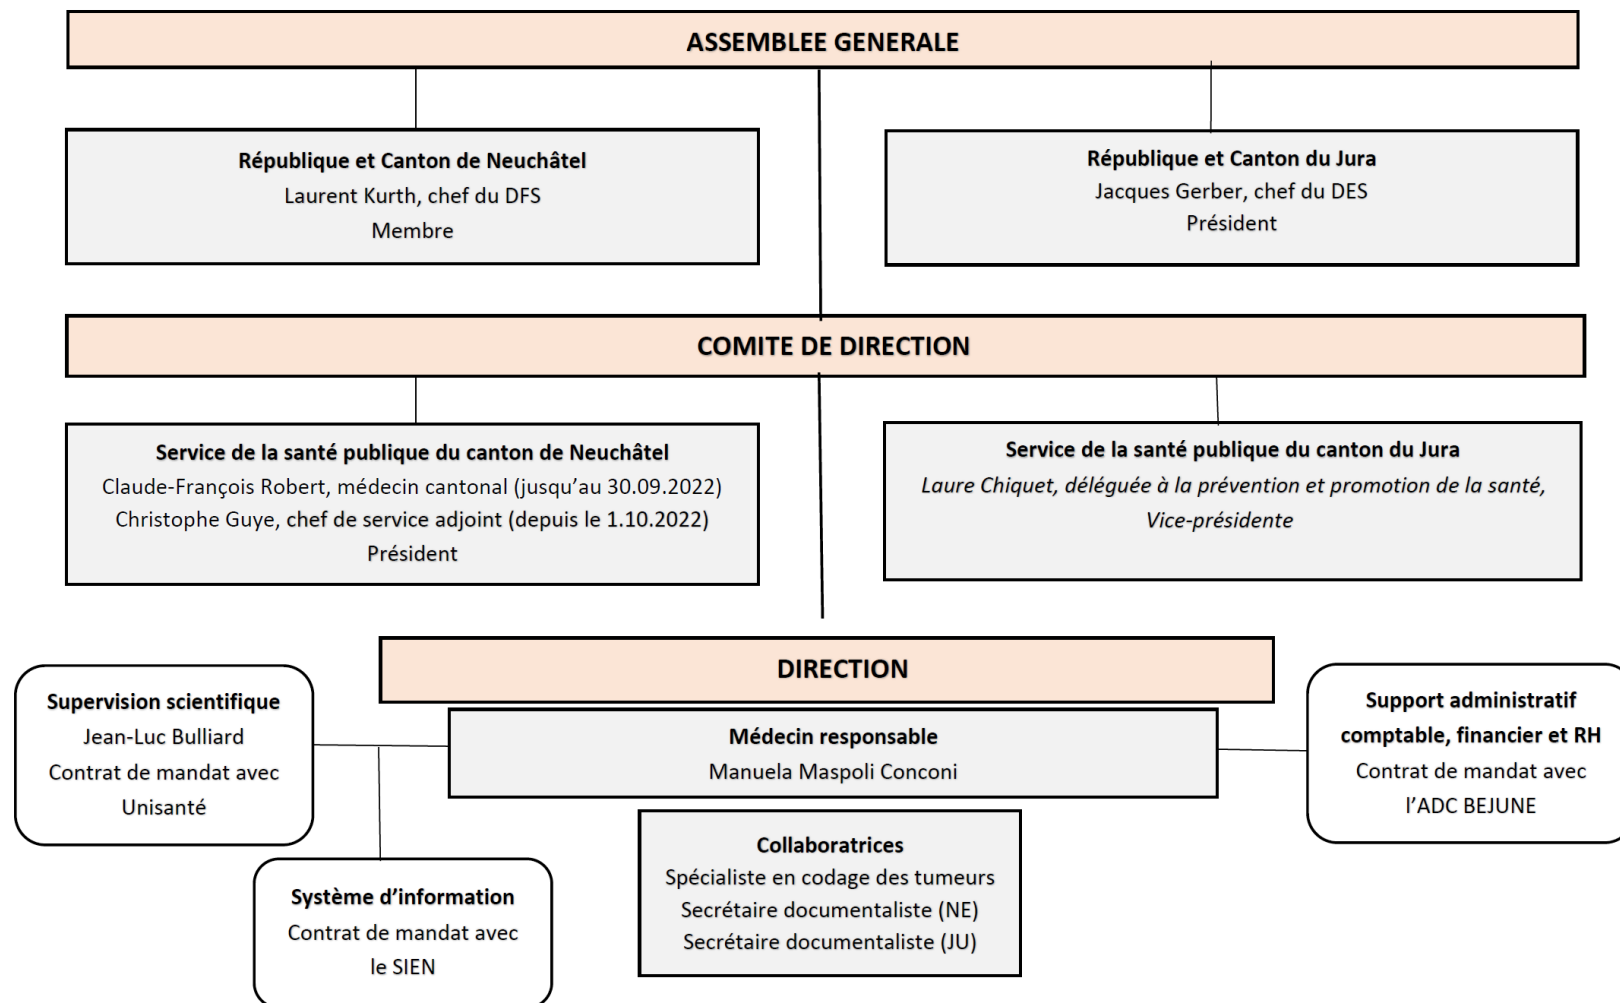 ASSEMBLEE GENERALE
République et Canton de Neuchâtel
Laurent Kurth, chef du DFS
Membre
République et Canton du Jura
Jacques Gerber, chef du DES
Président
COMITE DE DIRECTION
Service de la santé publique du canton de Neuchâtel
Claude-François Robert, médecin cantonal (jusqu'au 30.09.2022)
Christophe Guye, chef de service adjoint (depuis le 1.10.2022)
Président
Service de la santé publique du canton du Jura
Laure Chiquet, déléguée à la prévention et promotion de la santé,
Vice-présidente
DIRECTION
Supervision scientifique
Jean-Luc Bulliard
Contrat de mandat avec
Unisanté
Médecin responsable
Manuela Maspoli Conconi
Support administratif
comptable, financier et RH
Contrat de mandat avec
l'ADC BEJUNE
Système d'information
Contrat de mandat avec
le SIEN
Collaboratrices
Spécialiste en codage des tumeurs
Secrétaire documentaliste (NE)
Secrétaire documentaliste (JU)